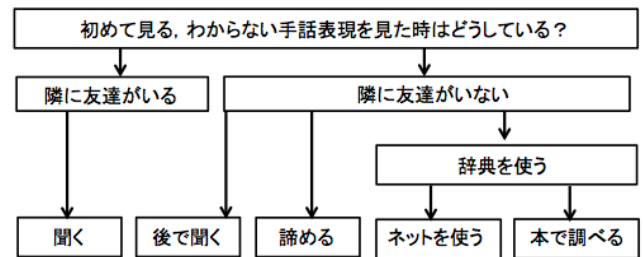 初めて見る，わからない手話表現を見た時はどうしている？
隣に友達がいる
隣に友達がいない
辞典を使う
聞く
後で聞く
諦める
ネットを使う
本で調べる